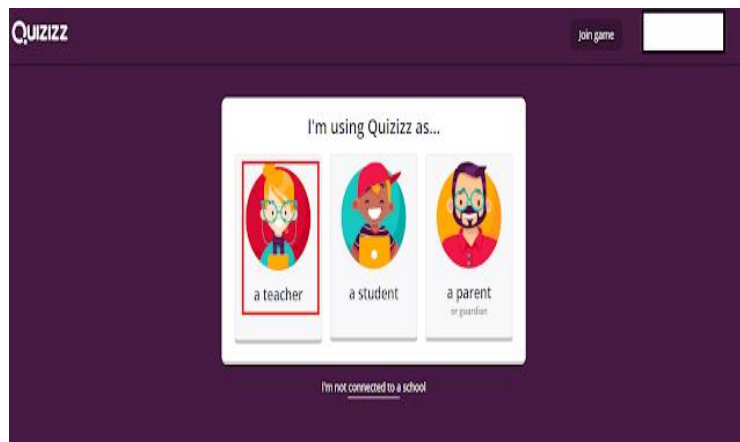 QUIZIZZ
Join game
I'm using Quizizz as...
a teacher
a student
a parent
or guardian
I'm not connected to a school